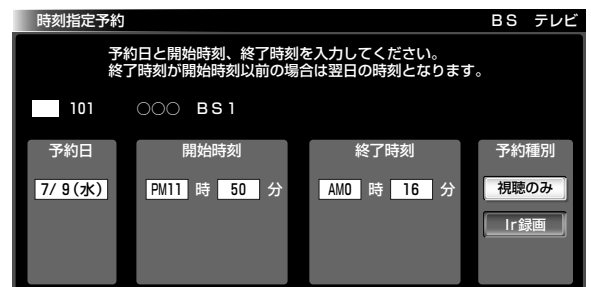 時刻指定予約 BS テレビ
予約日と開始時刻、終了時刻を入力してください。
終了時刻が開始時刻以前の場合は翌日の時刻となります。
101 ○○○ BS1
予約日 開始時刻 終了時刻 予約種別
7/ 9(水) PM11 時 50 分 AM0 時 16 分 視聴のみ
Ir録画